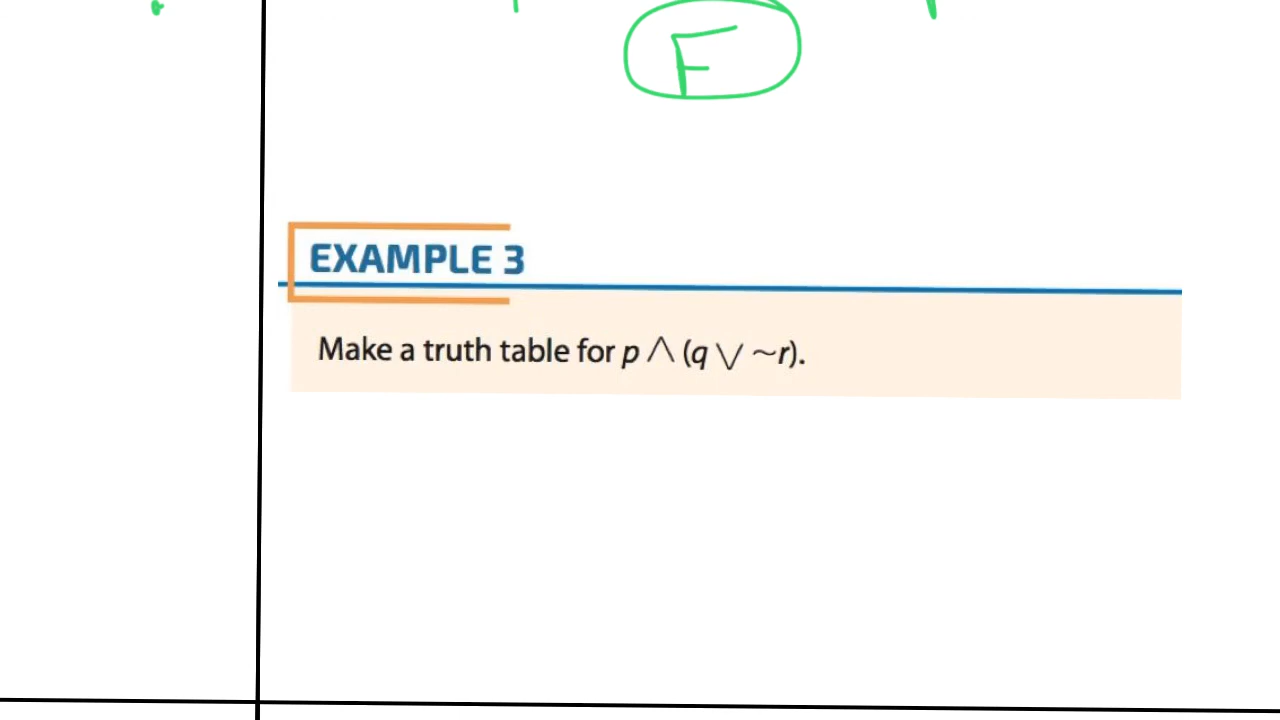 F
EXAMPLE 3
Make a truth table for p ∧ (q ∨ ~r).